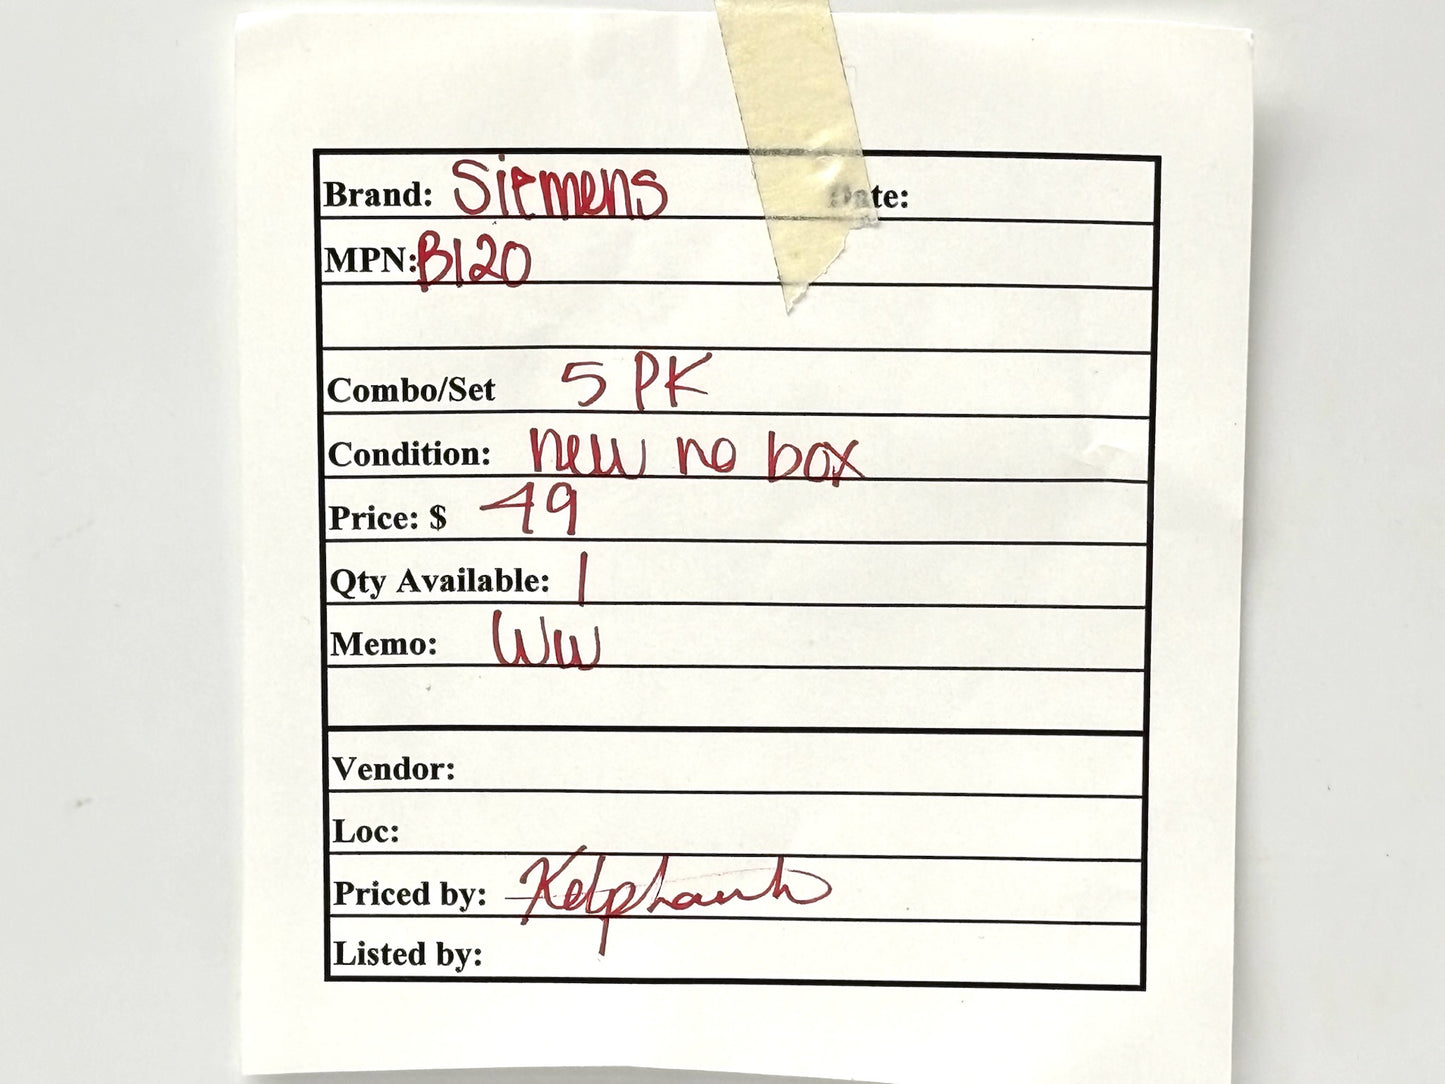 Brand: Siemens Date:
MPN: B120
Combo/Set 5 PK
Condition: new no box
Price: $ 49
Qty Available: 1
Memo: WW
Vendor:
Loc:
Priced by:
Listed by: